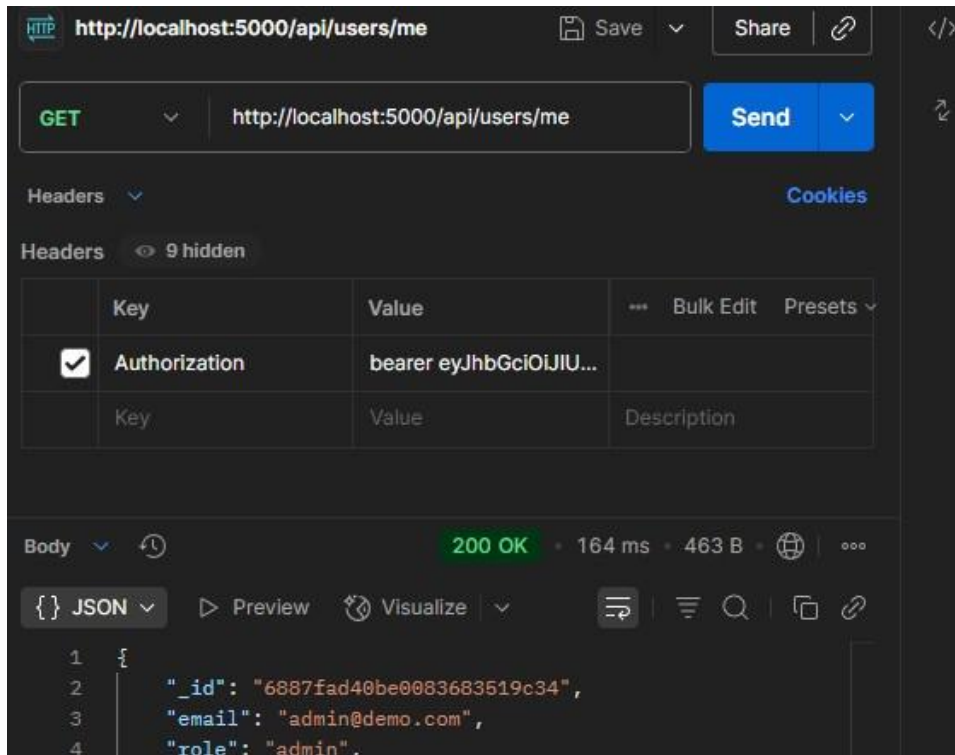 HTTP http://localhost:5000/api/users/me Save Share </>
GET http://localhost:5000/api/users/me Send
Headers Cookies
Headers 9 hidden
Key Value ••• Bulk Edit Presets
Authorization bearer eyJhbGciOiJIU...
Key Value Description
Body 200 OK • 164 ms • 463 B • ooo
{} JSON Preview Visualize
1 {
2 "_id": "6887fad40be0083683519c34",
3 "email": "admin@demo.com",
4 "role": "admin",